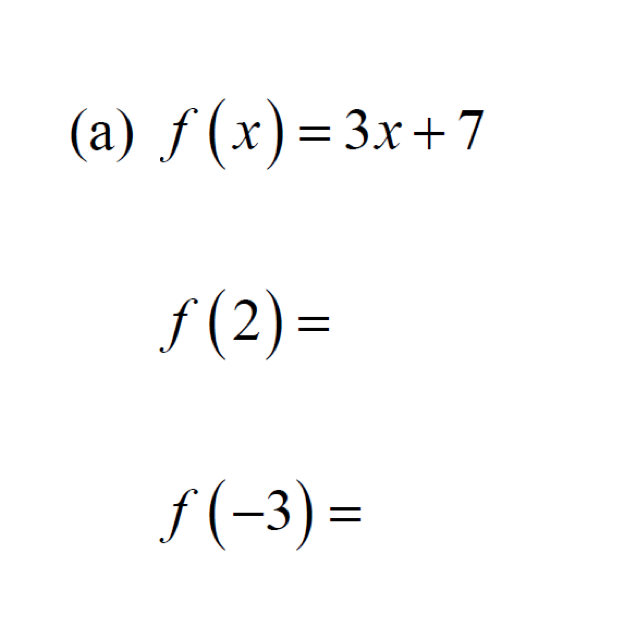 (a) f(x)=3x+7
f(2)=
f(−3)=